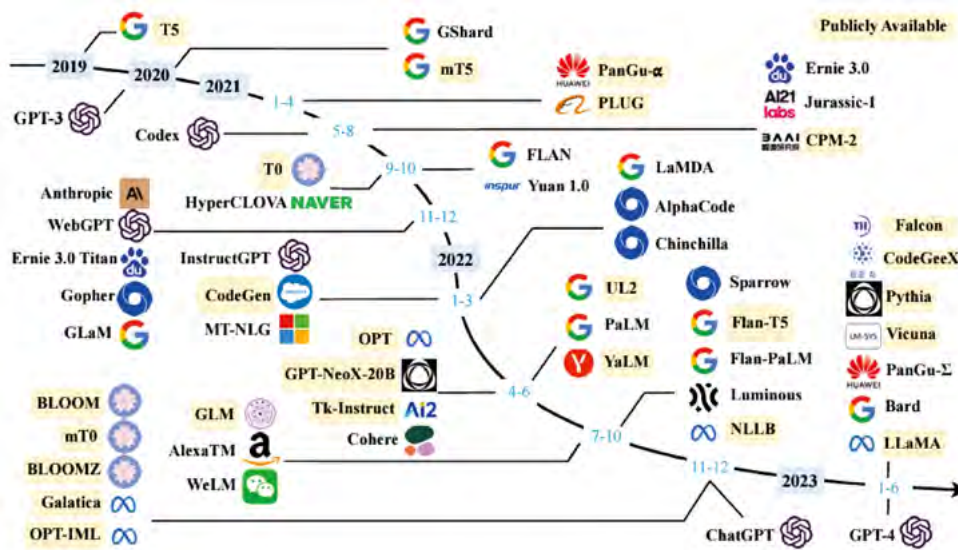 T5
GShard
Publicly Available
2019
2020
mT5
PanGu-α
Ernie 3.0
2021
HUAWEI
1-4
PLUG
AI21
labs
Jurassic-1
GPT-3
Codex
5-8
BAAI
CPM-2
T0
9-10
FLAN
LaMDA
Anthropic
HyperCLOVA NAVER
inspur
Yuan 1.0
AlphaCode
WebGPT
11-12
Falcon
Chinchilla
Ernie 3.0 Titan
InstructGPT
2022
CodeGeeX
UL2
Sparrow
Gopher
CodeGen
1-3
Pythia
GLaM
MT-NLG
PaLM
Flan-T5
LM-SYS
Vicuna
OPT
YaLM
Flan-PaLM
PanGu-Σ
HUAWEI
GPT-NeoX-20B
4-6
Luminous
Bard
BLOOM
GLM
Tk-Instruct
AI2
7-10
NLLB
LLaMA
mT0
AlexaTM
Cohere
BLOOMZ
WeLM
11-12
2023
1-6
Galatica
OPT-IML
ChatGPT
GPT-4